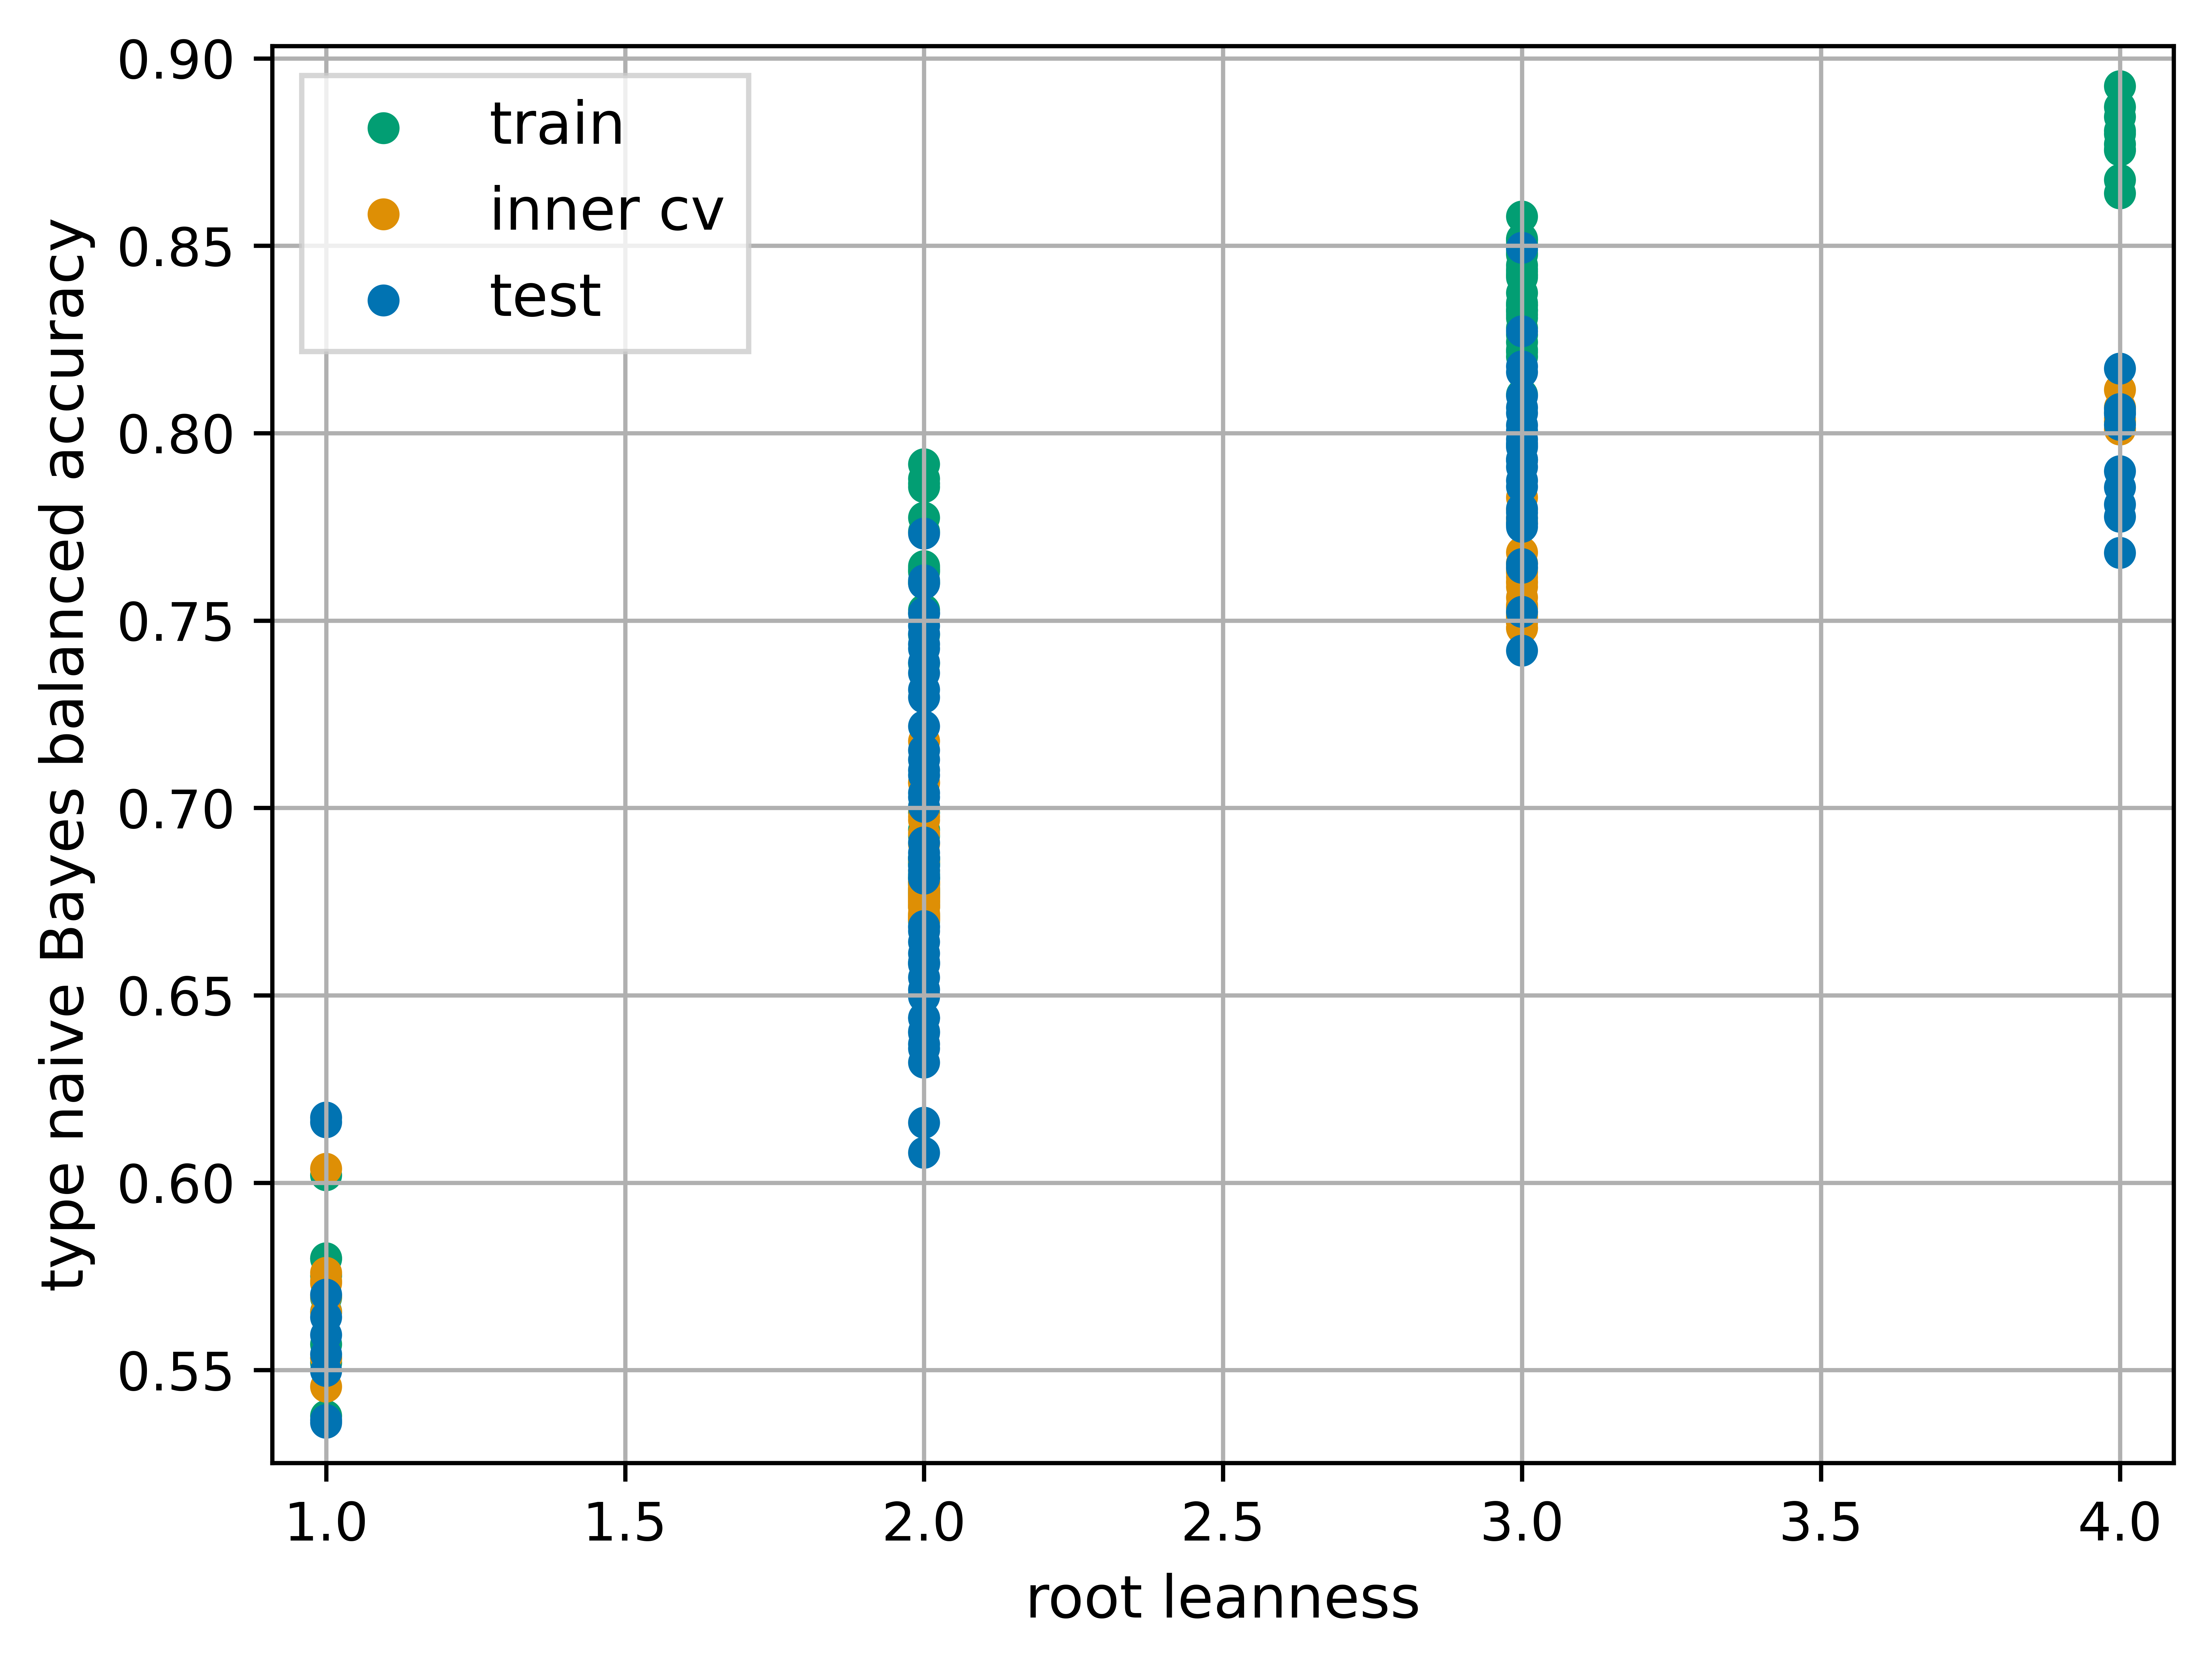 train
inner cv
test
type naive Bayes balanced accuracy
0.90
0.85
0.80
0.75
0.70
0.65
0.60
0.55
1.0 1.5 2.0 2.5 3.0 3.5 4.0
root leanness